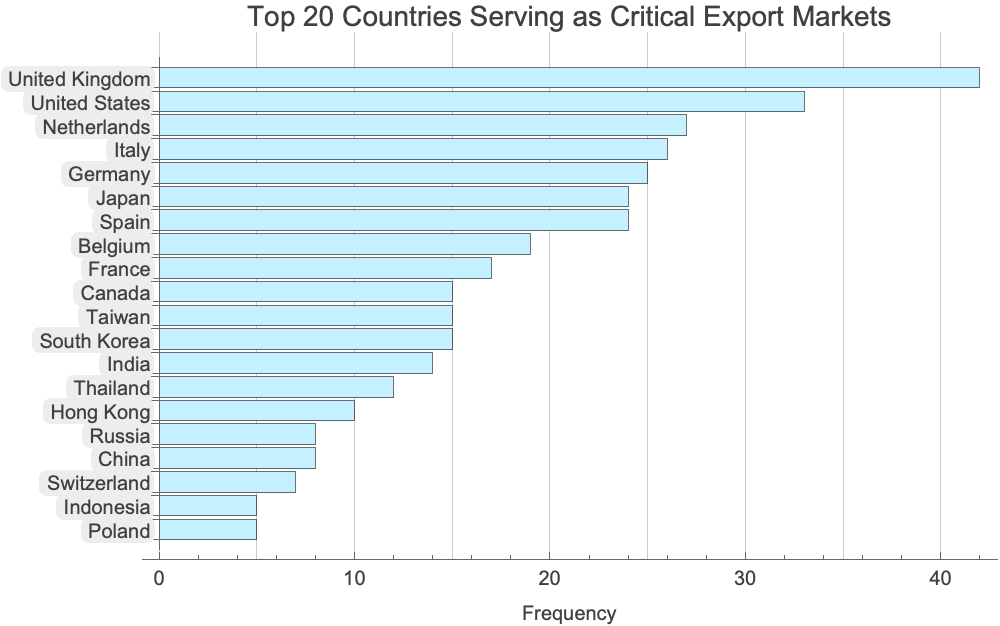 Top 20 Countries Serving as Critical Export Markets
United Kingdom
United States
Netherlands
Italy
Germany
Japan
Spain
Belgium
France
Canada
Taiwan
South Korea
India
Thailand
Hong Kong
Russia
China
Switzerland
Indonesia
Poland
0 10 20 30 40
Frequency